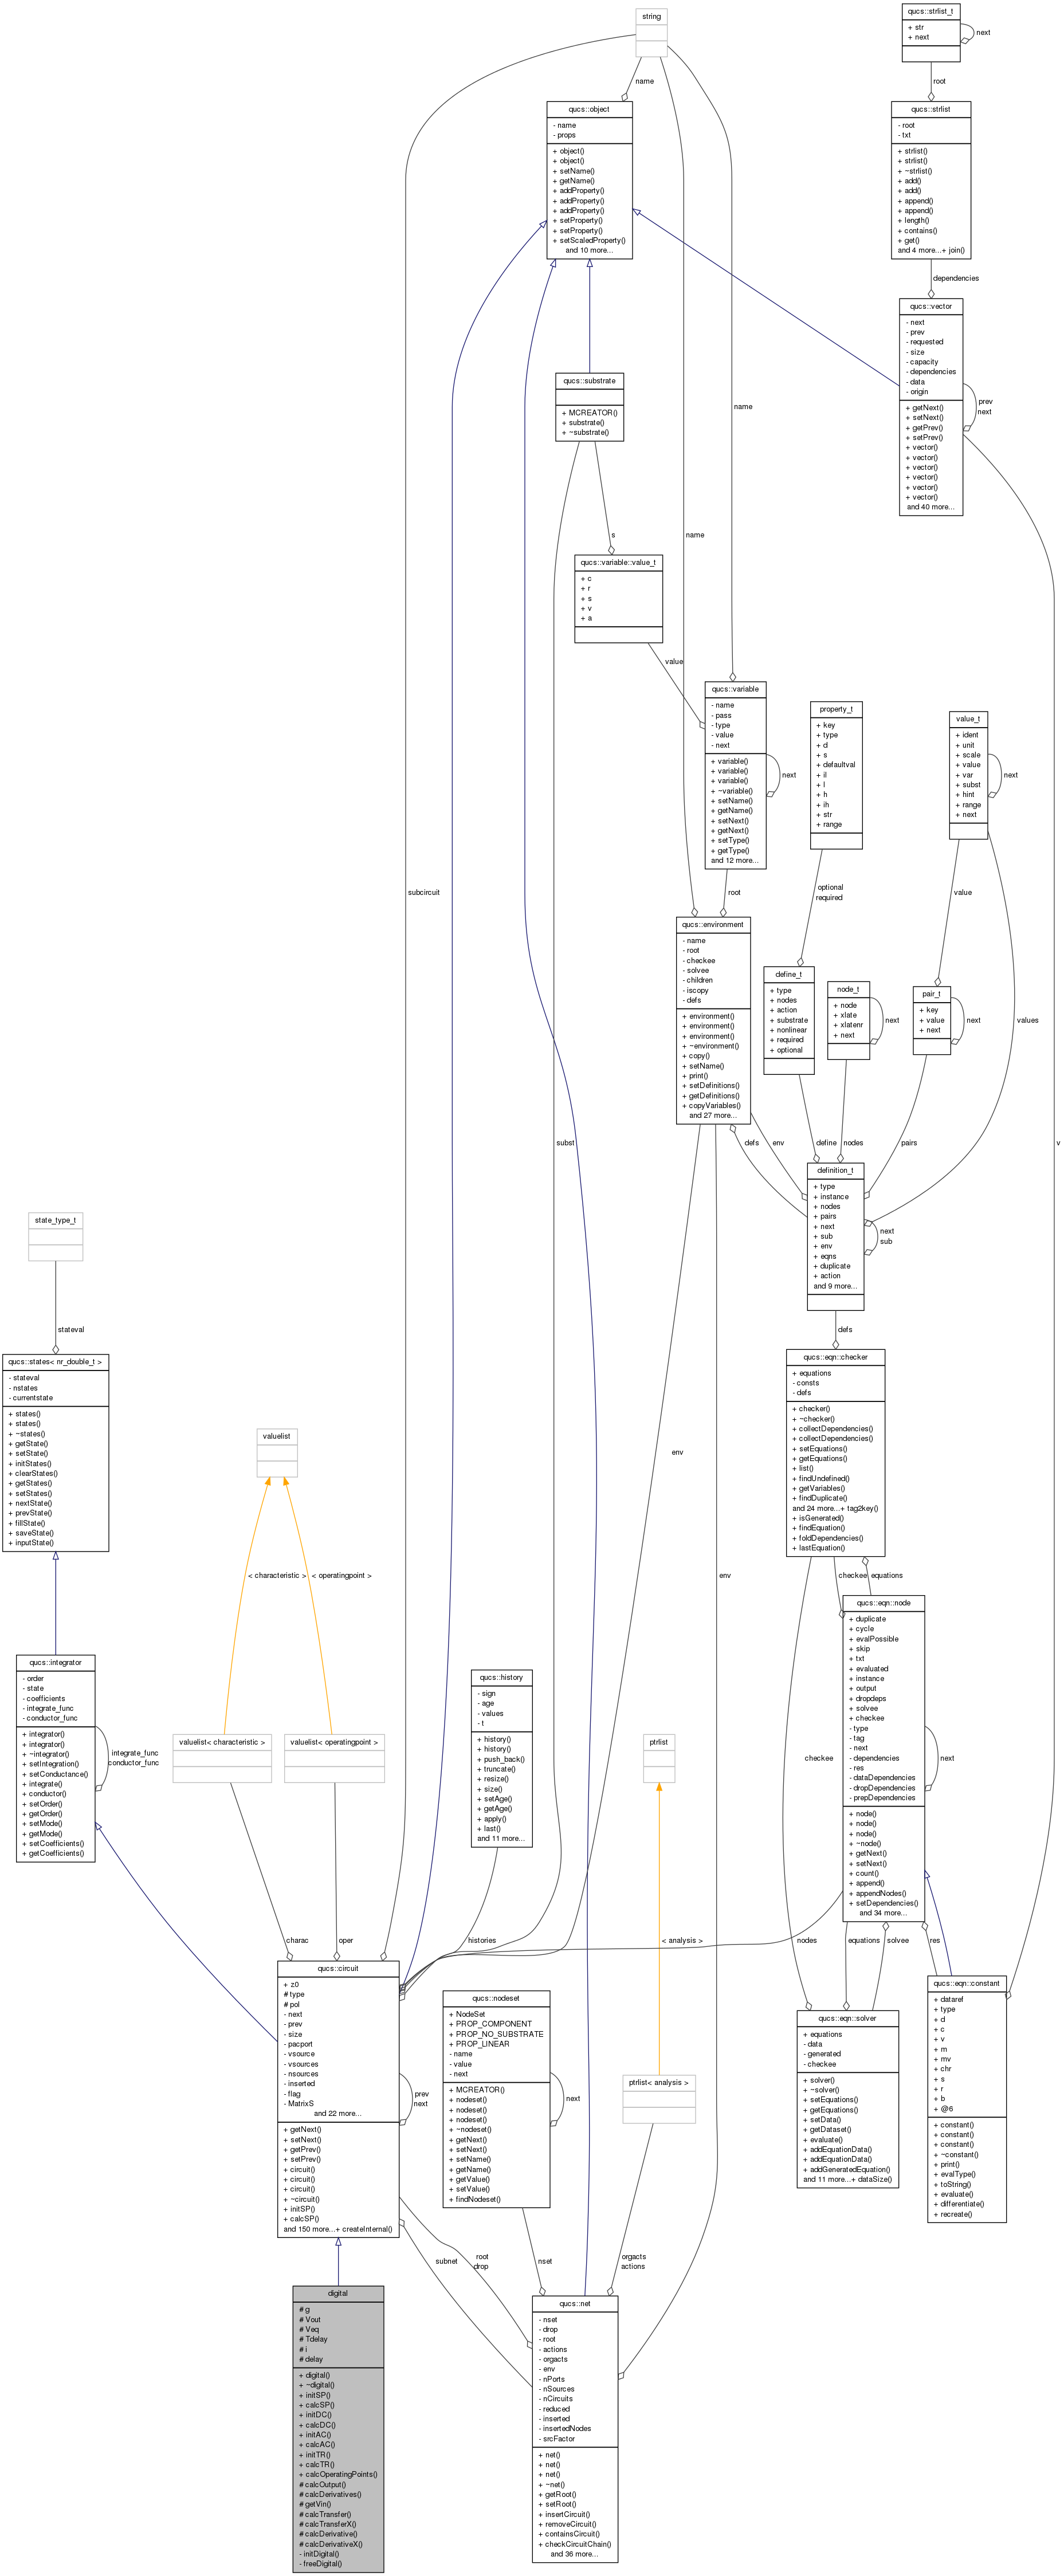 string
qucs::strlist_t
+ str
+ next
next
name
root
qucs::object
- name
- props
+ object()
+ object()
+ setName()
+ getName()
+ addProperty()
+ addProperty()
+ addProperty()
+ setProperty()
+ setProperty()
+ setScaledProperty()
and 10 more...
qucs::strlist
- root
- txt
+ strlist()
+ strlist()
+ ~strlist()
+ add()
+ add()
+ append()
+ append()
+ length()
+ contains()
+ get()
and 4 more...+ join()
dependencies
qucs::vector
- next
- prev
- requested
- size
- capacity
- dependencies
- data
- origin
+ getNext()
+ setNext()
+ getPrev()
+ setPrev()
+ vector()
+ vector()
+ vector()
+ vector()
+ vector()
+ vector()
and 40 more...
prev
next
qucs::substrate
+ MCREATOR()
+ substrate()
+ ~substrate()
name
name
s
qucs::variable::value_t
+ c
+ r
+ s
+ v
+ a
value
qucs::variable
- name
- pass
- type
- value
- next
+ variable()
+ variable()
+ variable()
+ ~variable()
+ setName()
+ getName()
+ setNext()
+ getNext()
+ setType()
+ getType()
and 12 more...
next
property_t
+ key
+ type
+ d
+ s
+ defaultval
+ il
+ l
+ h
+ ih
+ str
+ range
value_t
+ ident
+ unit
+ scale
+ value
+ var
+ subst
+ hint
+ range
+ next
next
subcircuit
root
optional
required
value
qucs::environment
- name
- root
- checkee
- solvee
- children
- iscopy
- defs
+ environment()
+ environment()
+ environment()
+ ~environment()
+ copy()
+ setName()
+ print()
+ setDefinitions()
+ getDefinitions()
+ copyVariables()
and 27 more...
define_t
+ type
+ nodes
+ action
+ substrate
+ nonlinear
+ required
+ optional
node_t
+ node
+ xlate
+ xlatenr
+ next
next
pair_t
+ key
+ value
+ next
next
values
subst
defs
env
define
nodes
pairs
v
definition_t
+ type
+ instance
+ nodes
+ pairs
+ next
+ sub
+ env
+ eqns
+ duplicate
+ action
and 9 more...
next
sub
state_type_t
stateval
defs
qucs::states< nr_double_t >
- stateval
- nstates
- currentstate
+ states()
+ states()
+ ~states()
+ getState()
+ setState()
+ initStates()
+ clearStates()
+ getStates()
+ setStates()
+ nextState()
+ prevState()
+ fillState()
+ saveState()
+ inputState()
qucs::eqn::checker
+ equations
- consts
- defs
+ checker()
+ ~checker()
+ collectDependencies()
+ collectDependencies()
+ setEquations()
+ getEquations()
+ list()
+ findUndefined()
+ getVariables()
+ findDuplicate()
and 24 more...+ tag2key()
+ isGenerated()
+ findEquation()
+ foldDependencies()
+ lastEquation()
valuelist
env
< characteristic >
< operatingpoint >
env
checkee
equations
qucs::eqn::node
+ duplicate
+ cycle
+ evalPossible
+ skip
+ txt
+ evaluated
+ instance
+ output
+ dropdeps
+ solvee
+ checkee
- type
- tag
- next
- dependencies
- res
- dataDependencies
- dropDependencies
- prepDependencies
+ node()
+ node()
+ node()
+ ~node()
+ getNext()
+ setNext()
+ count()
+ append()
+ appendNodes()
+ setDependencies()
and 34 more...
next
qucs::integrator
- order
- state
- coefficients
- integrate_func
- conductor_func
+ integrator()
+ integrator()
+ ~integrator()
+ setIntegration()
+ setConductance()
+ integrate()
+ conductor()
+ setOrder()
+ getOrder()
+ setMode()
+ getMode()
+ setCoefficients()
+ getCoefficients()
integrate_func
conductor_func
valuelist< characteristic >
valuelist< operatingpoint >
qucs::history
- sign
- age
- values
- t
+ history()
+ history()
+ push_back()
+ truncate()
+ resize()
+ size()
+ setAge()
+ getAge()
+ apply()
+ last()
and 11 more...
ptrlist
checkee
charac
oper
histories
< analysis >
nodes
equations
solvee
res
qucs::circuit
+ z0
# type
# pol
- next
- prev
- size
- pacport
- vsource
- vsources
- nsources
- inserted
- flag
- MatrixS
and 22 more...
+ getNext()
+ setNext()
+ getPrev()
+ setPrev()
+ circuit()
+ circuit()
+ circuit()
+ ~circuit()
+ initSP()
+ calcSP()
and 150 more...+ createInternal()
prev
next
qucs::nodeset
+ NodeSet
+ PROP_COMPONENT
+ PROP_NO_SUBSTRATE
+ PROP_LINEAR
- name
- value
- next
+ MCREATOR()
+ nodeset()
+ nodeset()
+ nodeset()
+ ~nodeset()
+ getNext()
+ setNext()
+ setName()
+ getName()
+ getValue()
+ setValue()
+ findNodeset()
next
ptrlist< analysis >
qucs::eqn::solver
+ equations
- data
- generated
- checkee
+ solver()
+ ~solver()
+ setEquations()
+ getEquations()
+ setData()
+ getDataset()
+ evaluate()
+ addEquationData()
+ addEquationData()
+ addGeneratedEquation()
and 11 more...+ dataSize()
qucs::eqn::constant
+ dataref
+ type
+ d
+ c
+ v
+ m
+ mv
+ chr
+ s
+ r
+ b
+ @6
+ constant()
+ constant()
+ constant()
+ ~constant()
+ print()
+ evalType()
+ toString()
+ evaluate()
+ differentiate()
+ recreate()
subnet
root
drop
nset
orgacts
actions
digital
# g
# Vout
# Veq
# Tdelay
# i
# delay
+ digital()
+ ~digital()
+ initSP()
+ calcSP()
+ initDC()
+ calcDC()
+ initAC()
+ calcAC()
+ initTR()
+ calcTR()
+ calcOperatingPoints()
# calcOutput()
# calcDerivatives()
# getVin()
# calcTransfer()
# calcTransferX()
# calcDerivative()
# calcDerivativeX()
- initDigital()
- freeDigital()
qucs::net
- nset
- drop
- root
- actions
- orgacts
- env
- nPorts
- nSources
- nCircuits
- reduced
- inserted
- insertedNodes
- srcFactor
+ net()
+ net()
+ net()
+ ~net()
+ getRoot()
+ setRoot()
+ insertCircuit()
+ removeCircuit()
+ containsCircuit()
+ checkCircuitChain()
and 36 more...